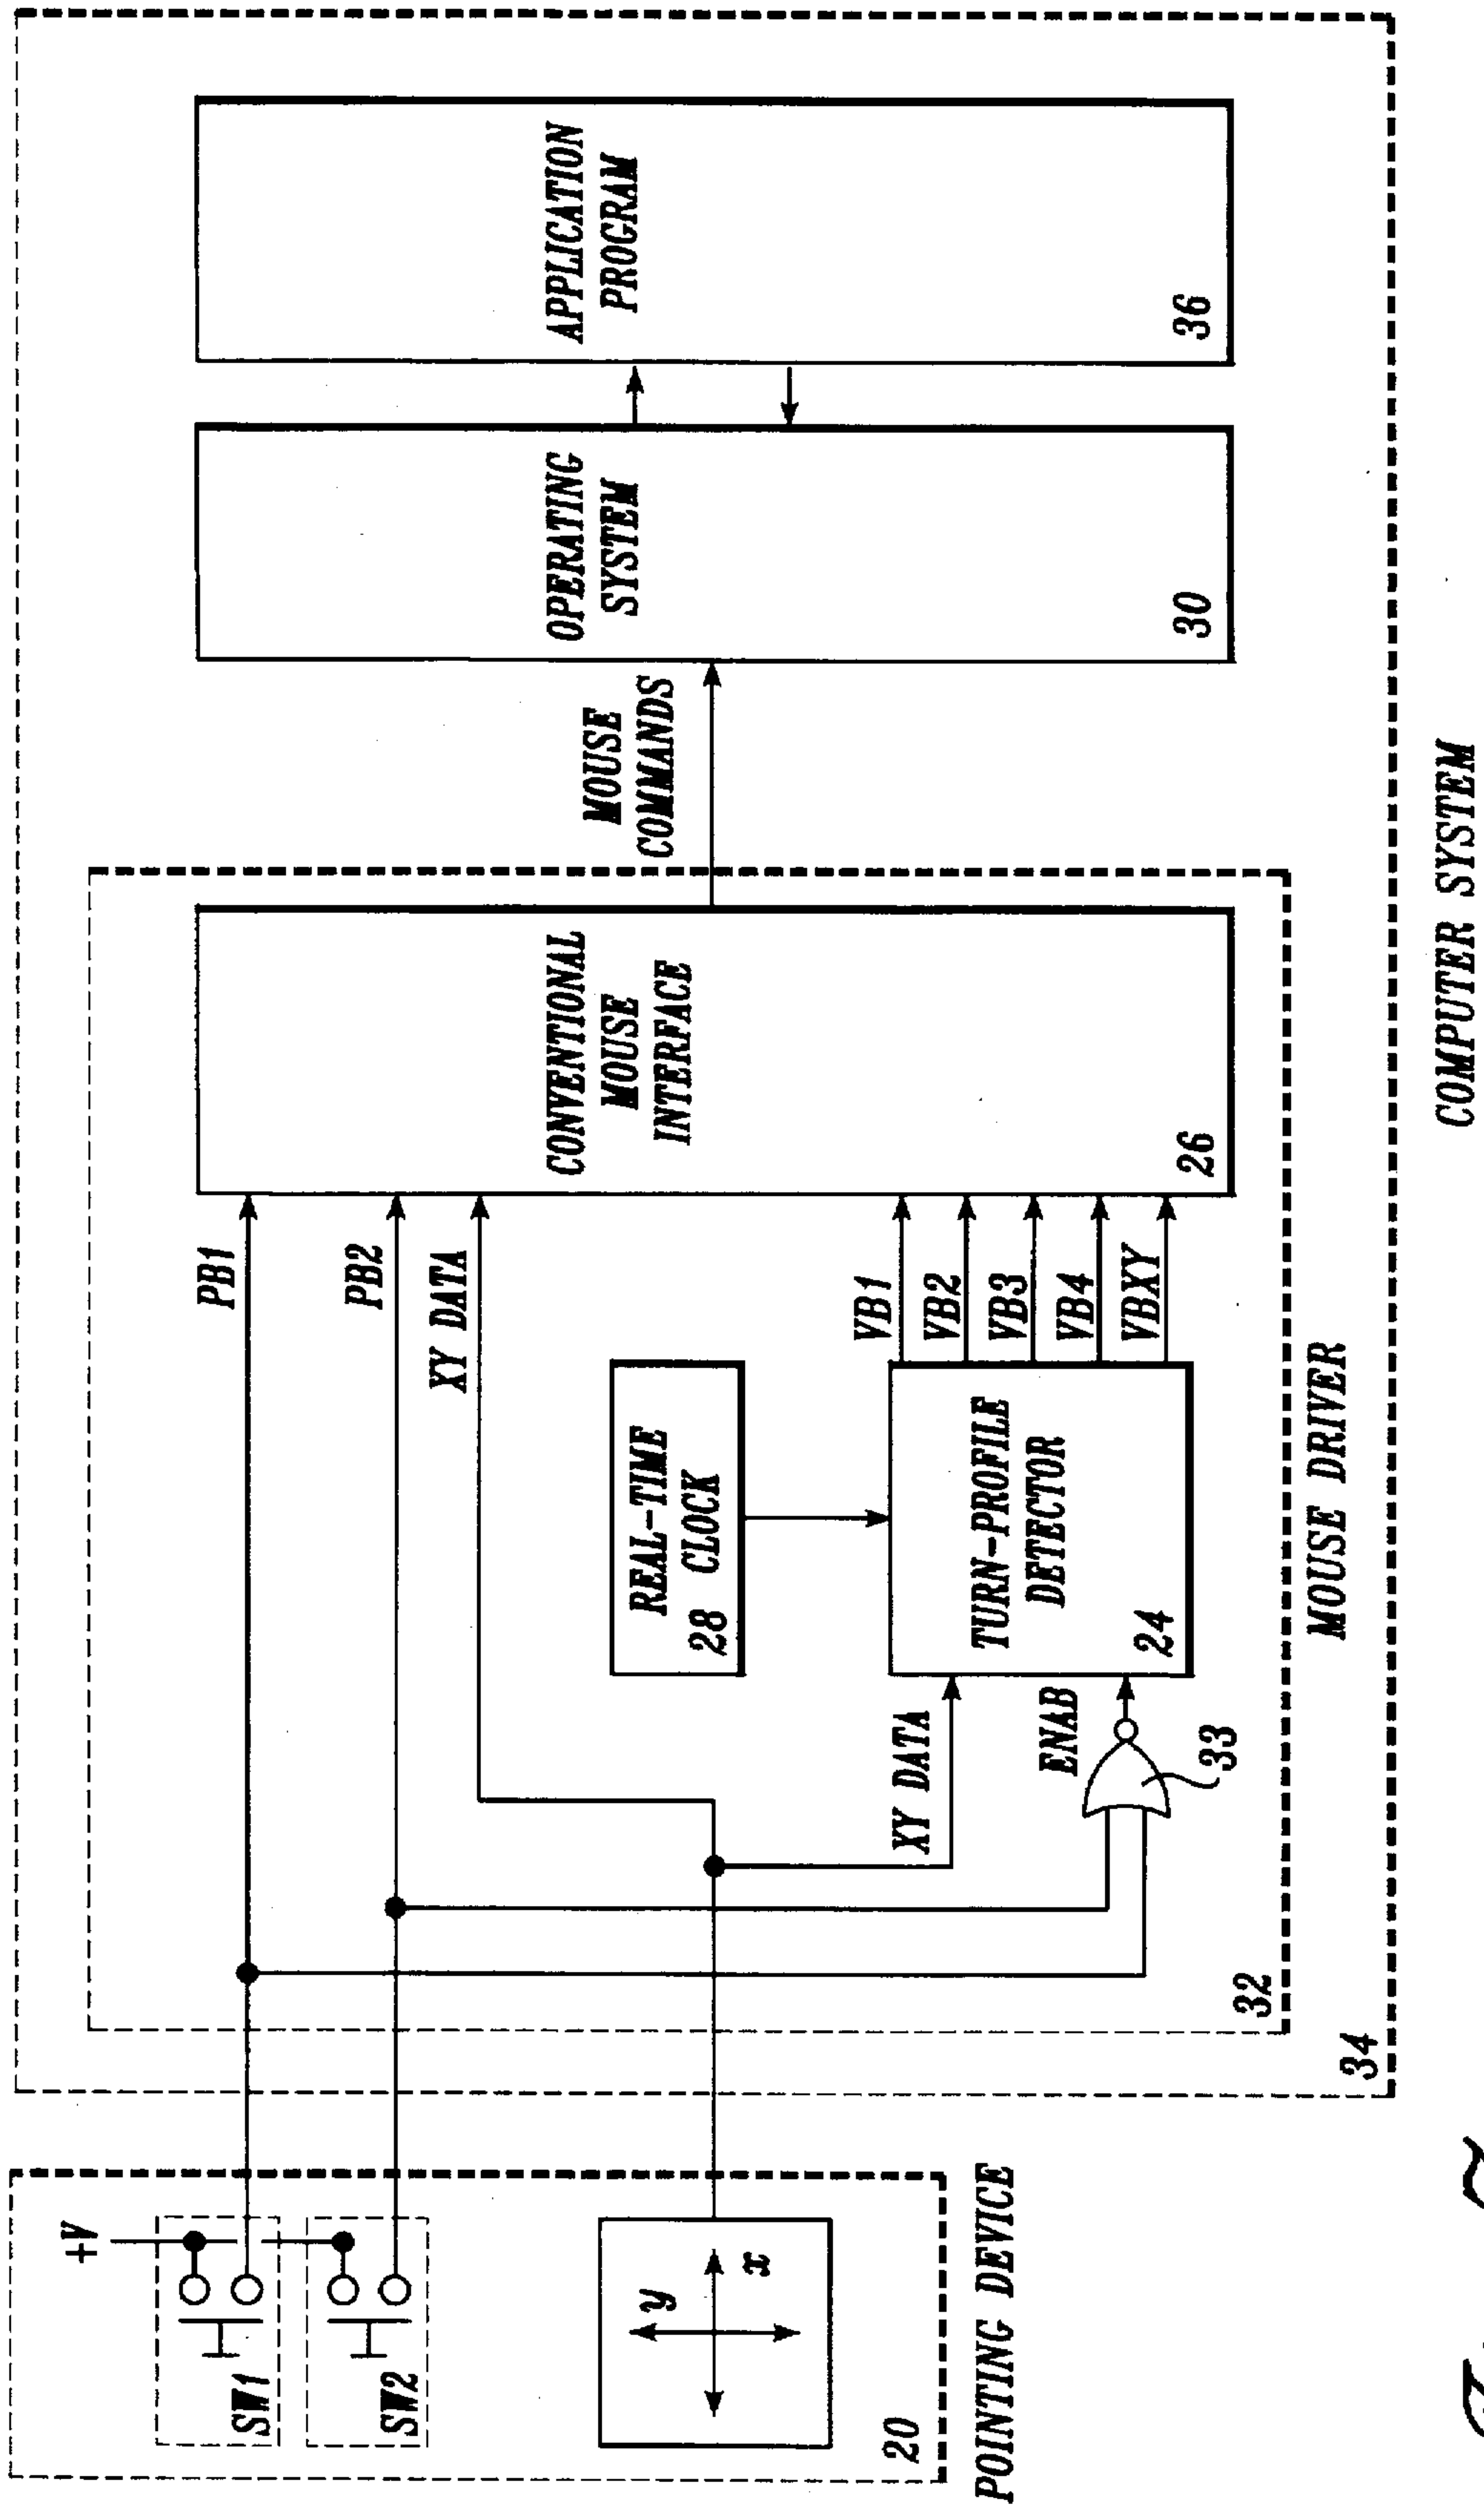 +V
SW1
SW2
y
x
20
POINTING DEVICE
PB1
PB2
XY DATA
REAL-TIME
28 CLOCK
XY DATA
ENAB
33
TURN-PROFILE
DETECTOR
24
VB1
VB2
VB3
VB4
VBXY
CONVENTIONAL
MOUSE
INTERFACE
26
32
MOUSE DRIVER
MOUSE
COMMANDS
OPERATING
SYSTEM
30
APPLICATION
PROGRAM
36
34
COMPUTER SYSTEM